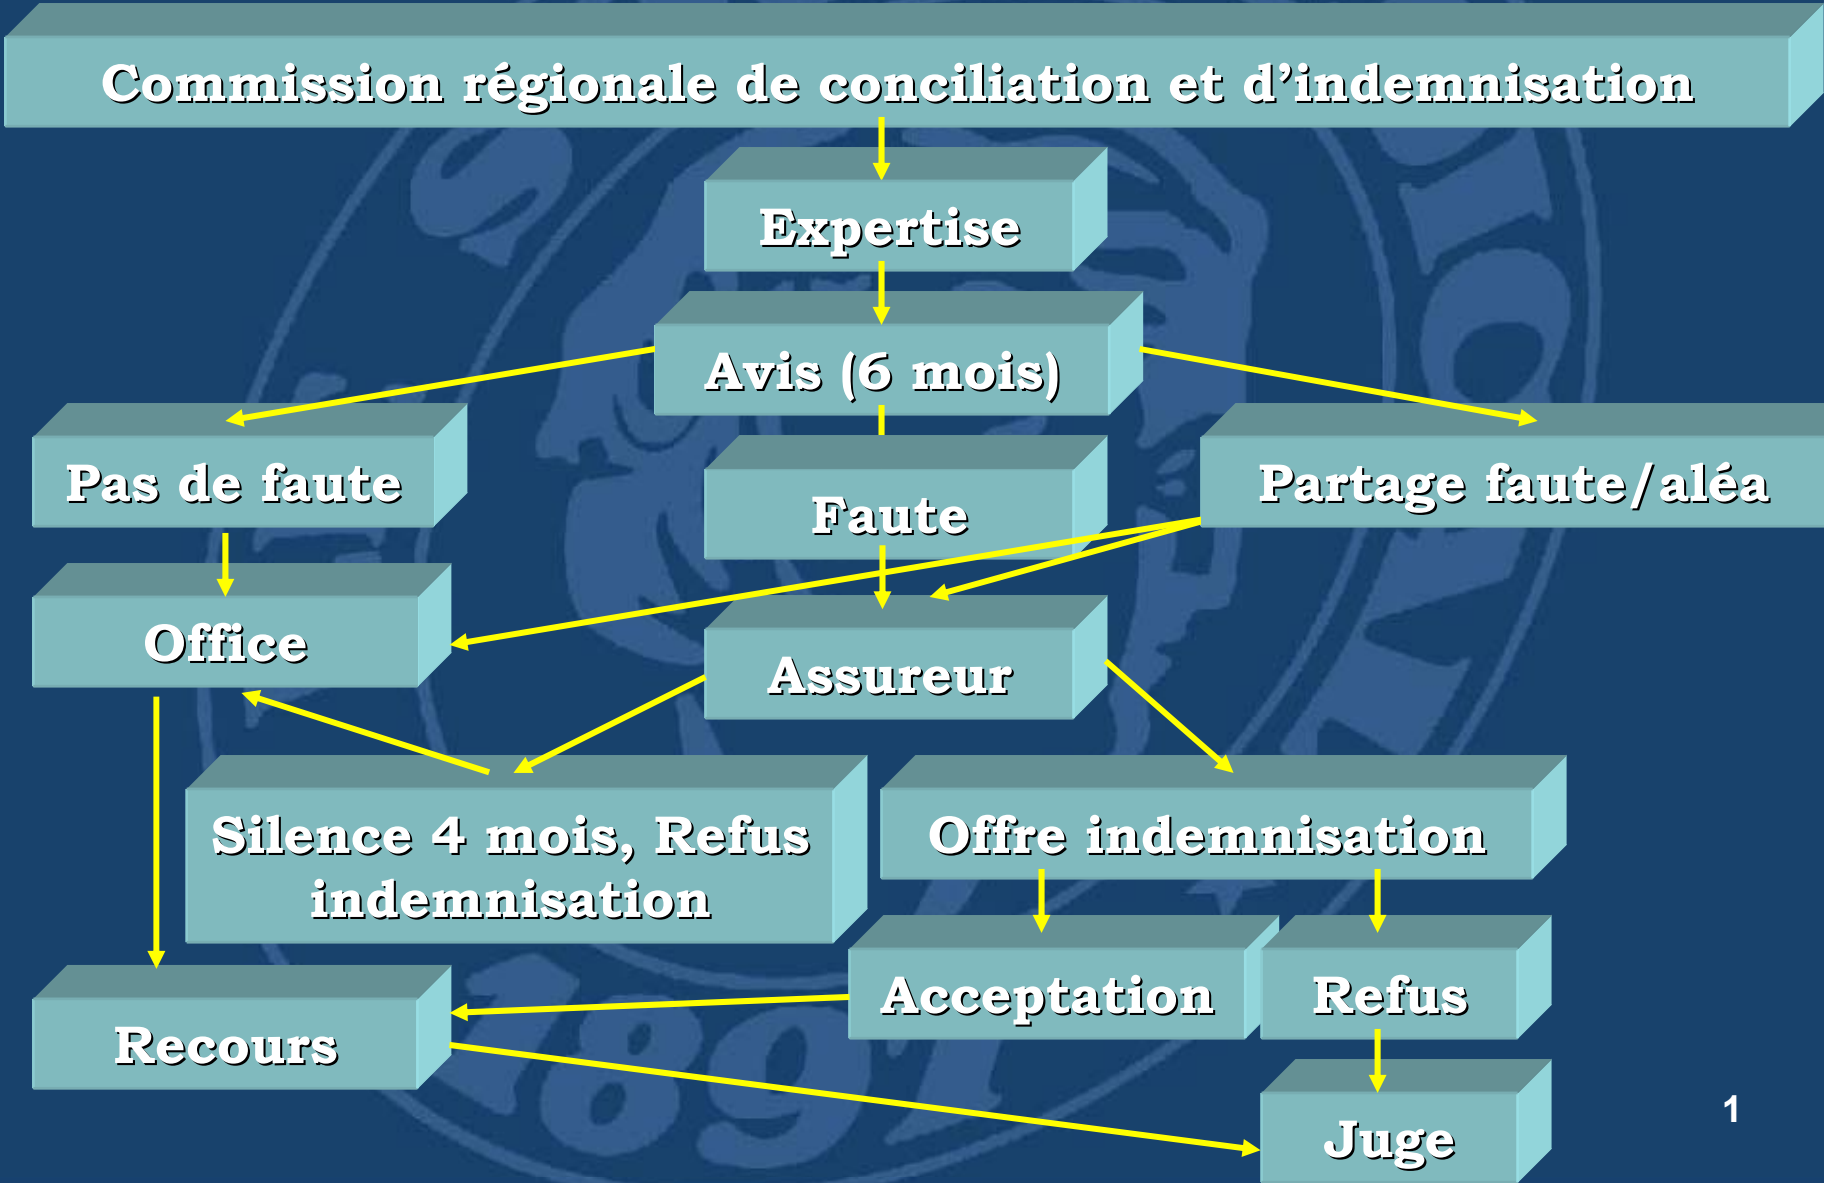 Commission régionale de conciliation et d’indemnisation
Expertise
Avis (6 mois)
Pas de faute
Faute
Partage faute/aléa
Office
Assureur
Silence 4 mois, Refus
indemnisation
Offre indemnisation
Acceptation
Refus
Recours
Juge
1
1891